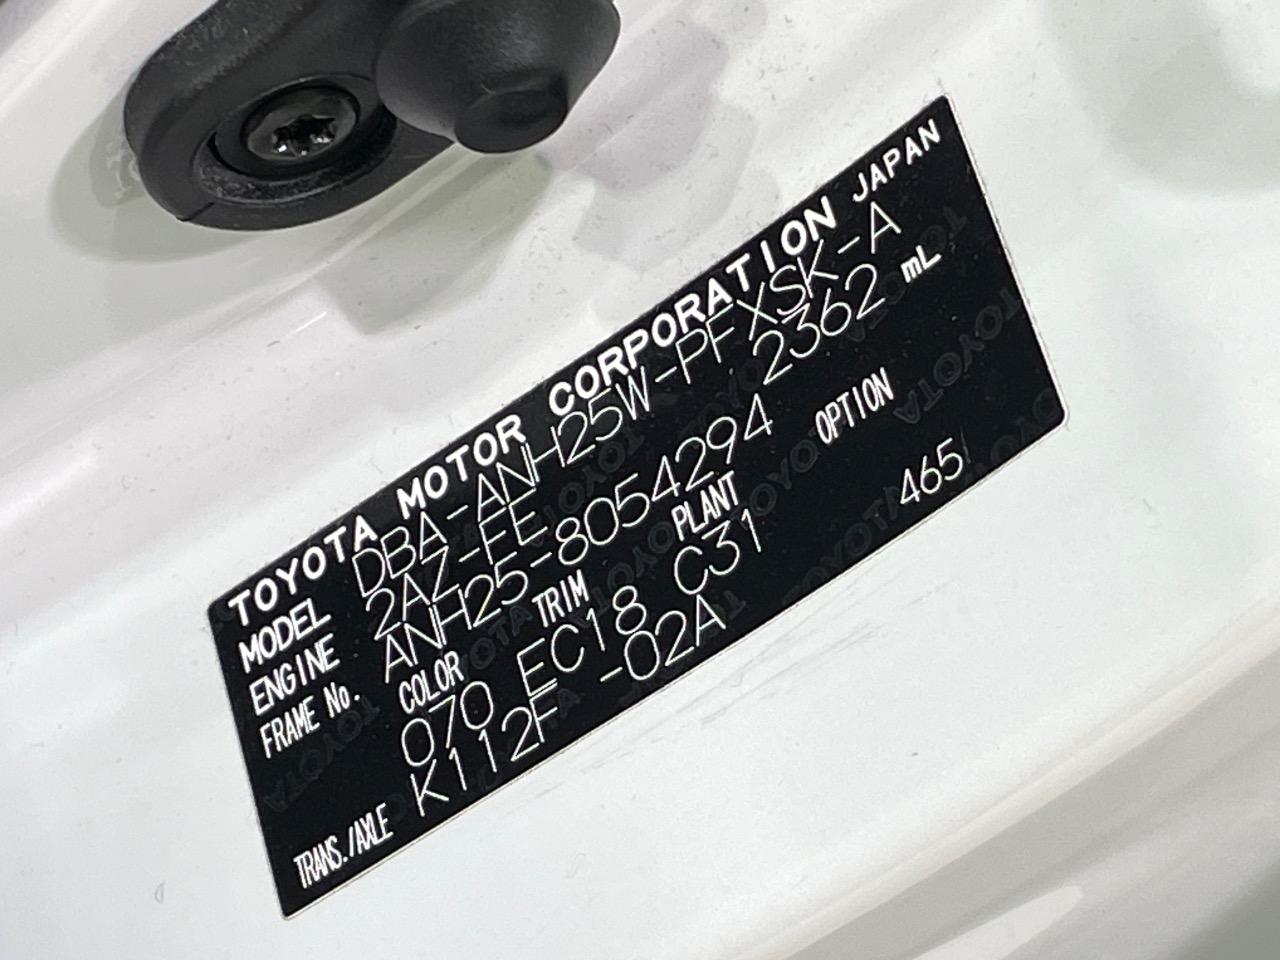 TOYOTA MOTOR CORPORATION JAPAN
MODEL DBA-ANH25W-PFXSK-A
ENGINE 2AZ-FE 2362 mL
FRAME No. ANH25-8054294
COLOR TRIM PLANT OPTION
070 EC18 C31 465
TRANS./AXLE K112F -02A